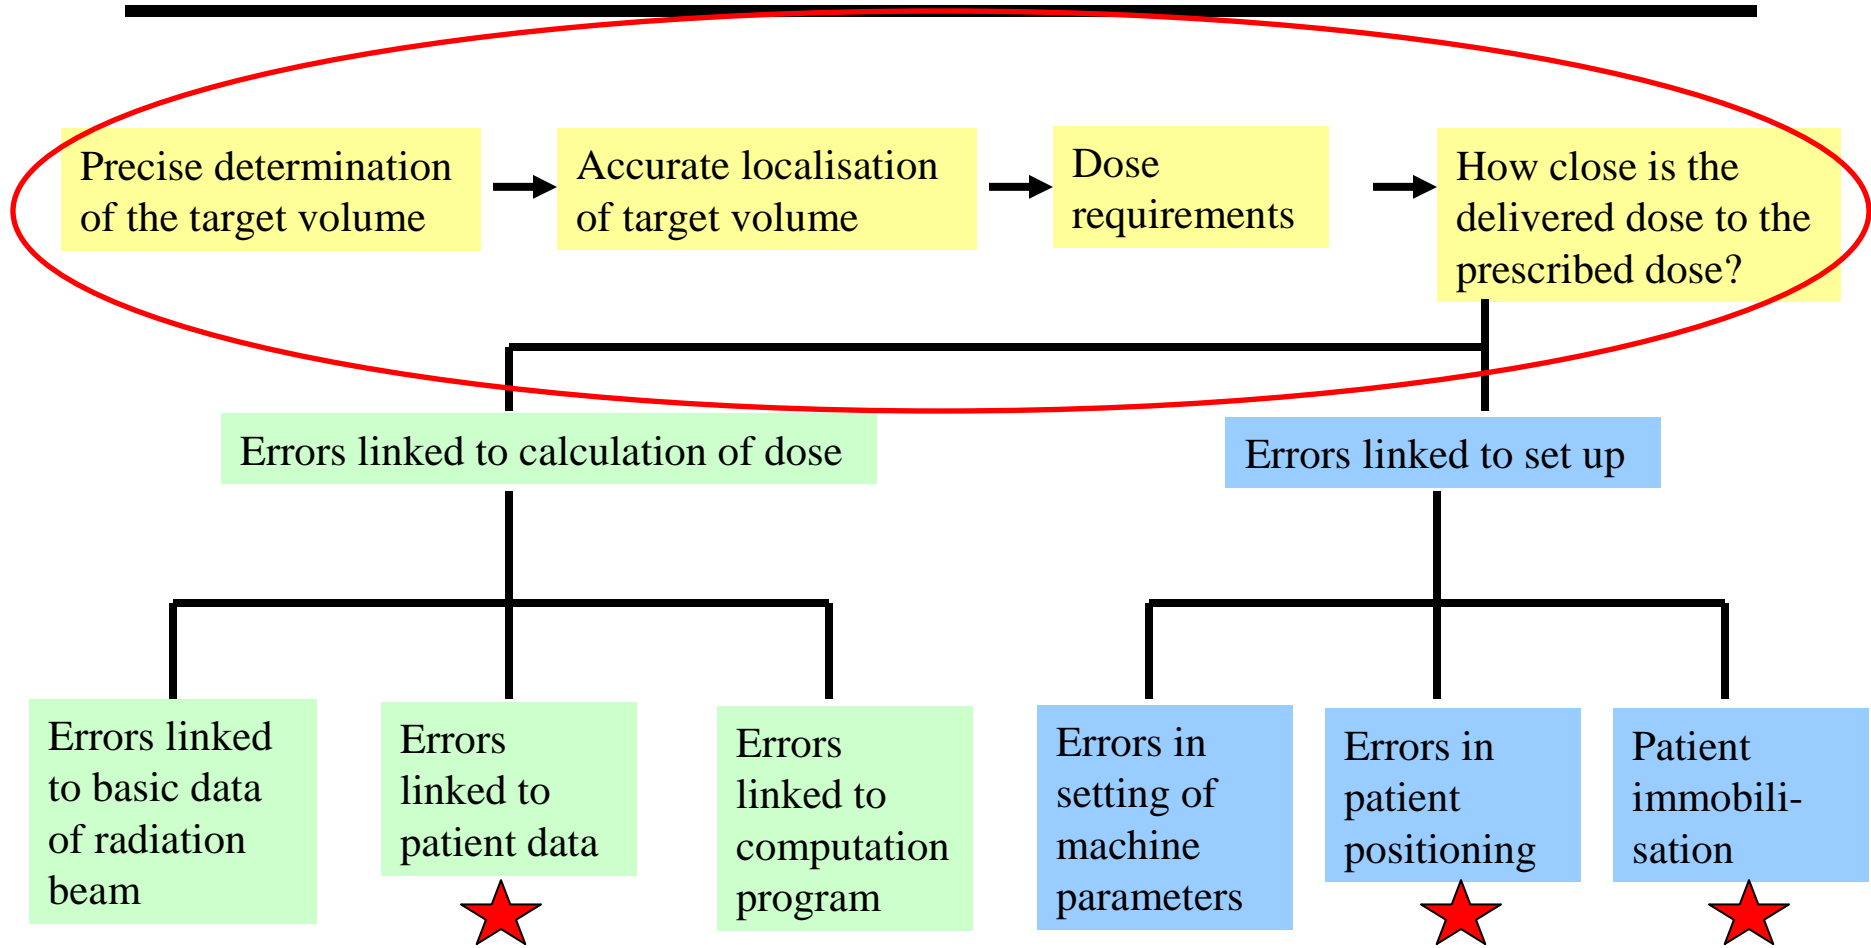 Precise determination
of the target volume
Accurate localisation
of target volume
Dose
requirements
How close is the
delivered dose to the
prescribed dose?
Errors linked to calculation of dose
Errors linked to set up
Errors linked
to basic data
of radiation
beam
Errors
linked to
patient data
Errors
linked to
computation
program
Errors in
setting of
machine
parameters
Errors in
patient
positioning
Patient
immobili-
sation